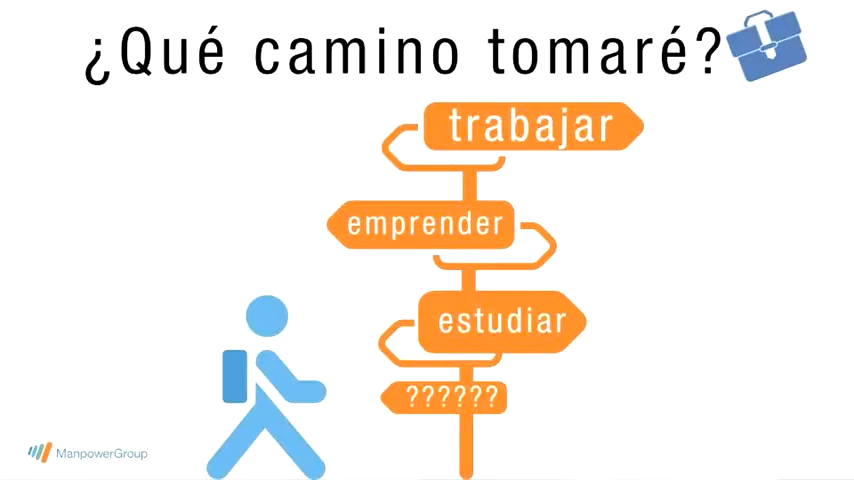 ¿Qué camino tomaré?
trabajar
emprender
estudiar
??????
ManpowerGroup